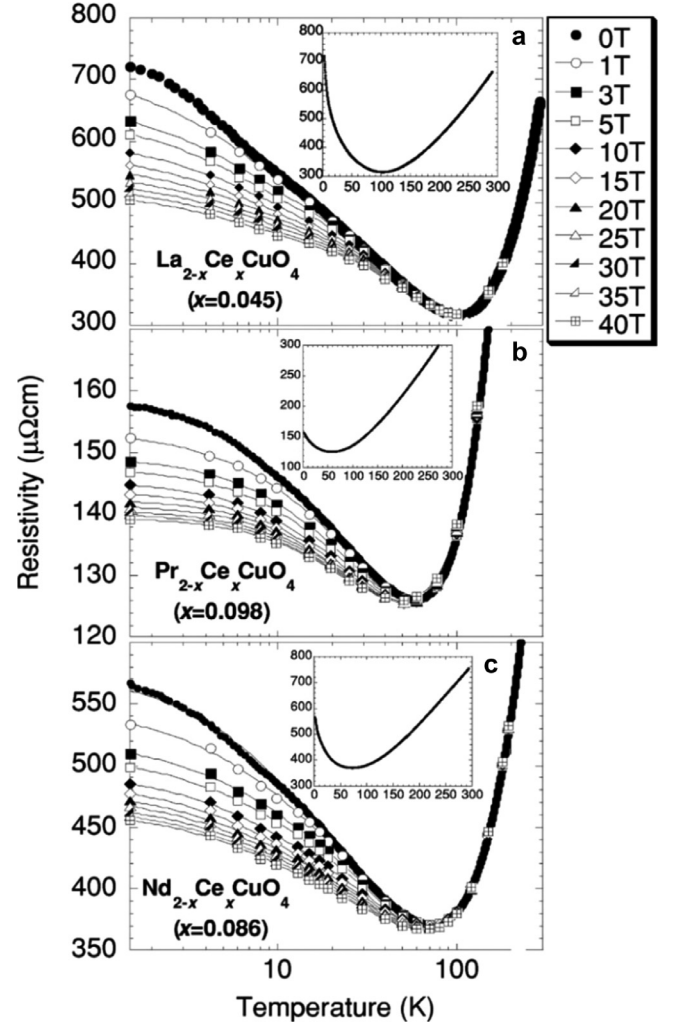 800
700
600
500
400
300
a
800
700
600
500
400
300
0 50 100 150 200 250 300
La2-xCexCuO4
(x=0.045)
0T
1T
3T
5T
10T
15T
20T
25T
30T
35T
40T
160
150
140
130
120
b
300
250
200
150
100
0 50 100 150 200 250 300
Pr2-xCexCuO4
(x=0.098)
Resistivity (μΩcm)
550
500
450
400
350
c
800
700
600
500
400
300
0 50 100 150 200 250 300
Nd2-xCexCuO4
(x=0.086)
10 100
Temperature (K)